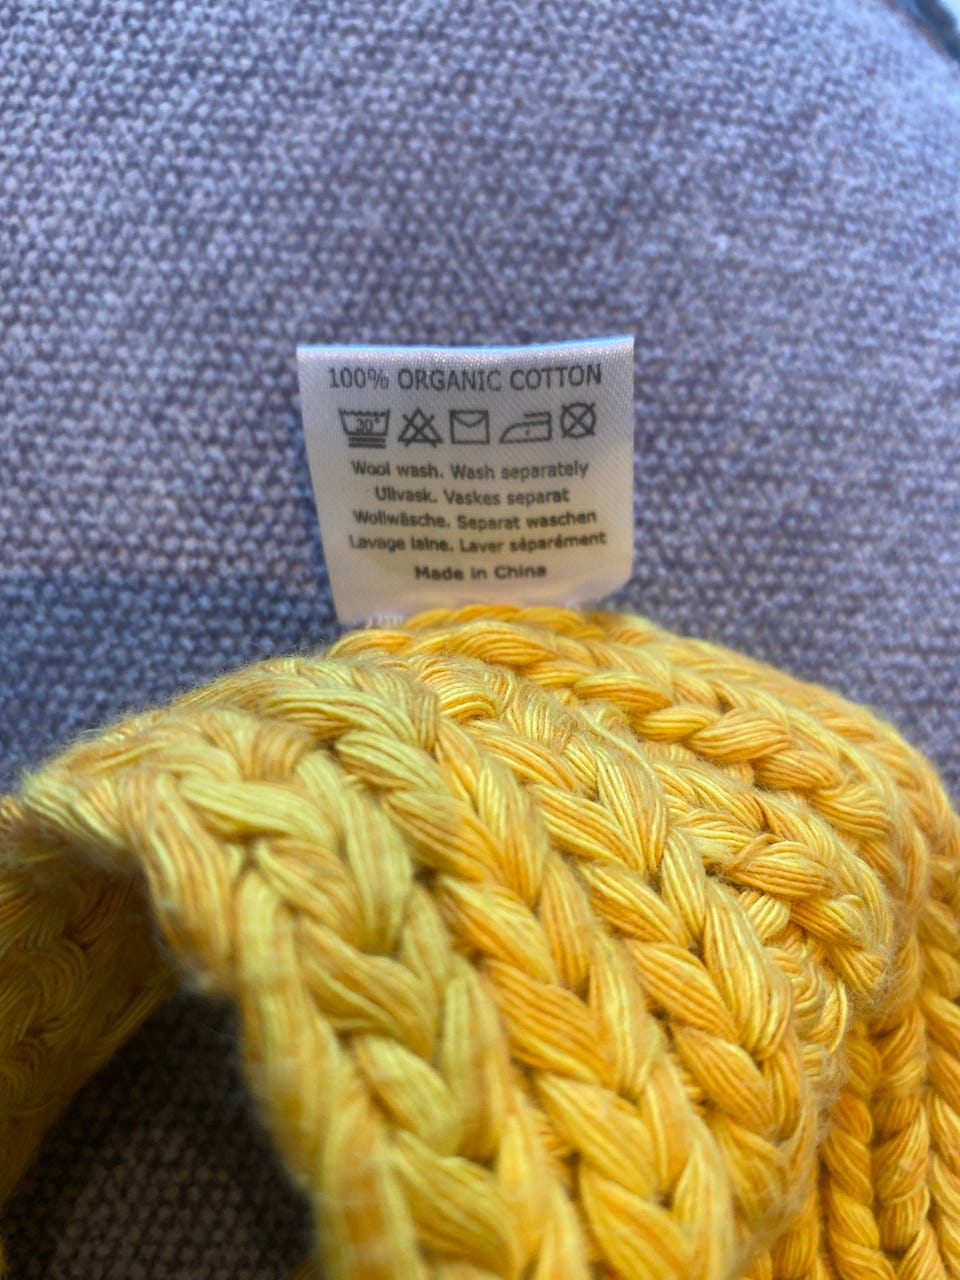 100% ORGANIC COTTON
30°
Wool wash. Wash separately
Ullvask. Vaskes separat
Wollwäsche. Separat waschen
Lavage laine. Laver séparément
Made in China